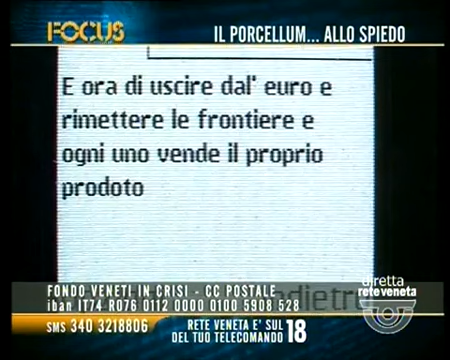 FOCUS
IL PORCELLUM... ALLO SPIEDO
E ora di uscire dal' euro e
rimettere le frontiere e
ogni uno vende il proprio
prodoto
FONDO VENETI IN CRISI - CC POSTALE
iban IT74 R076 0112 0000 0100 5908 528
indietro
diretta
reteveneta
SMS 340 3218806
RETE VENETA E' SUL 18
DEL TUO TELECOMANDO